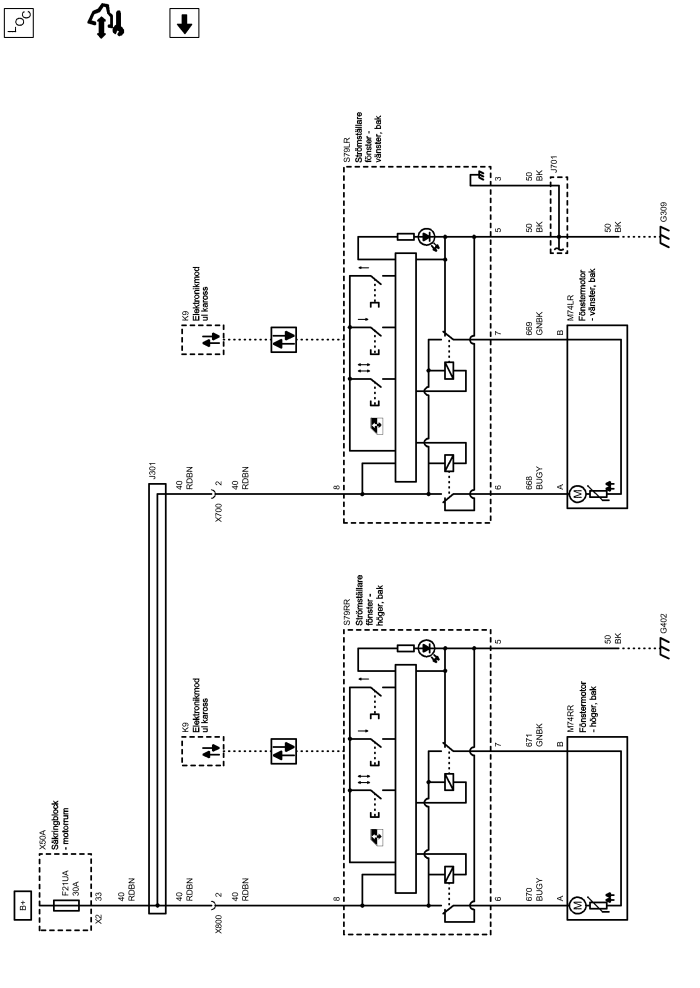 LOC
B+
X50A
Säkringblock
- motorrum
F21UA
30A
X2
33
40
RDBN
J301
40
RDBN
X800
2
40
RDBN
40
RDBN
X700
2
40
RDBN
K9
Elektronikmod
ul kaross
K9
Elektronikmod
ul kaross
S79RR
Strömställare
fönster -
höger, bak
8
6
7
5
S79LR
Strömställare
fönster -
vänster, bak
8
6
7
5
3
670
BUGY
671
GNBK
50
BK
G402
668
BUGY
669
GNBK
50
BK
50
BK
J701
50
BK
G309
M74RR
Fönstermotor
- höger, bak
A
B
M
M74LR
Fönstermotor
- vänster, bak
A
B
M